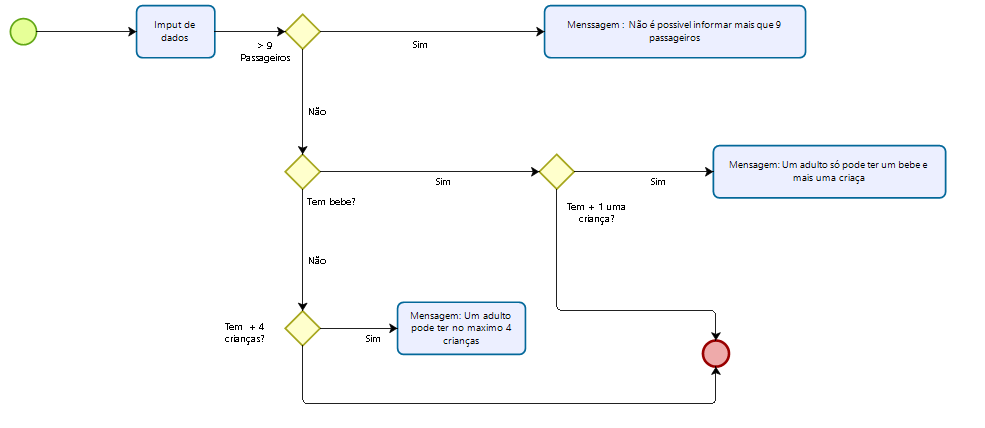 Imput de
dados
> 9
Passageiros
Sim
Menssagem : Não é possivel informar mais que 9
passageiros
Não
Tem bebe?
Sim
Tem + 1 uma
criança?
Sim
Mensagem: Um adulto só pode ter um bebe e
mais uma criaça
Não
Tem + 4
crianças?
Sim
Mensagem: Um adulto
pode ter no maximo 4
crianças